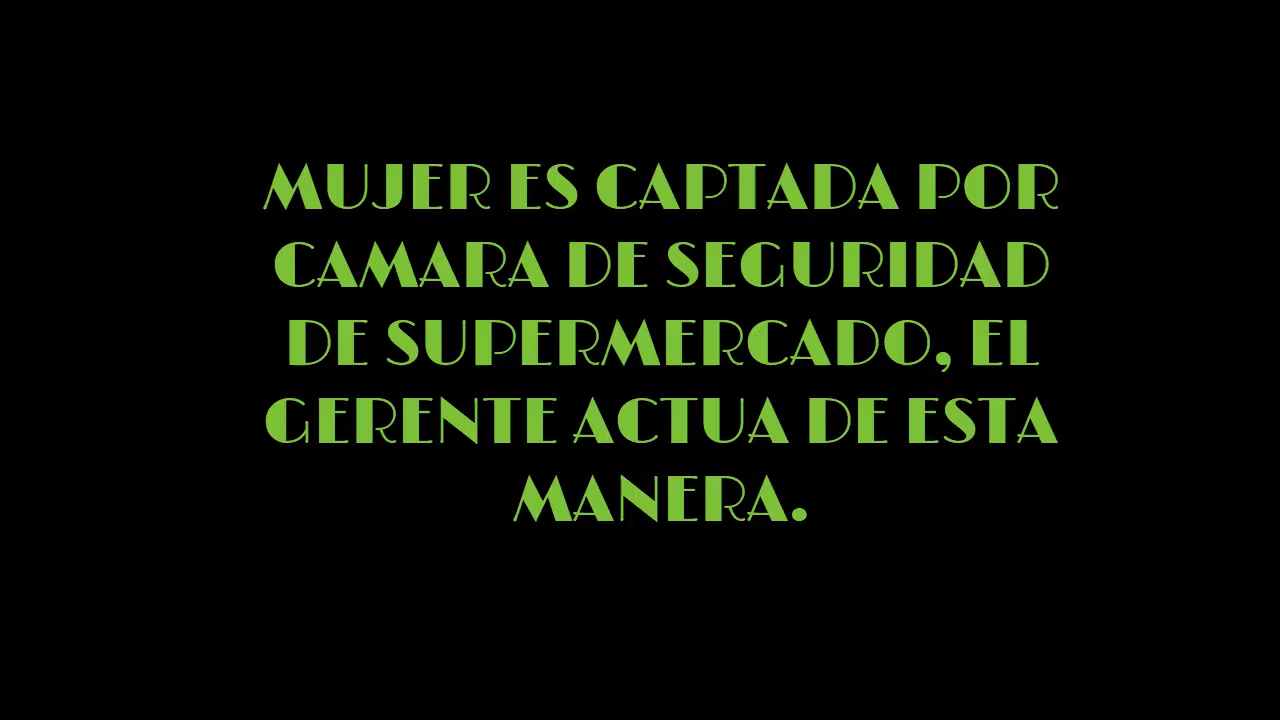 MUJER ES CAPTADA POR
CAMARA DE SEGURIDAD
DE SUPERMERCADO, EL
GERENTE ACTUA DE ESTA
MANERA.